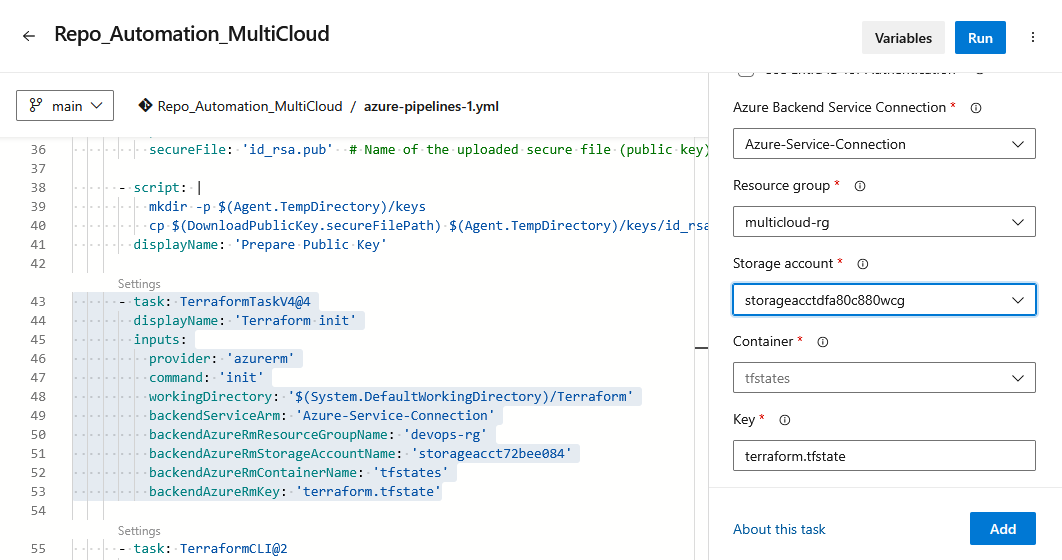 Repo_Automation_MultiCloud
Variables
Run
main
Repo_Automation_MultiCloud / azure-pipelines-1.yml
36 secureFile: 'id_rsa.pub' # Name of the uploaded secure file (public key)
37
38 - script: |
39 mkdir -p $(Agent.TempDirectory)/keys
40 cp $(DownloadPublicKey.secureFilePath) $(Agent.TempDirectory)/keys/id_rsa
41 displayName: 'Prepare Public Key'
42
Settings
43 - task: TerraformTaskV4@4
44 displayName: 'Terraform init'
45 inputs:
46 provider: 'azurerm'
47 command: 'init'
48 workingDirectory: '$(System.DefaultWorkingDirectory)/Terraform'
49 backendServiceArm: 'Azure-Service-Connection'
50 backendAzureRmResourceGroupName: 'devops-rg'
51 backendAzureRmStorageAccountName: 'storageacct72bee084'
52 backendAzureRmContainerName: 'tfstates'
53 backendAzureRmKey: 'terraform.tfstate'
54
Settings
55 - task: TerraformCLI@2
Azure Backend Service Connection *
Azure-Service-Connection
Resource group *
multicloud-rg
Storage account *
storageacctdfa80c880wcg
Container *
tfstates
Key *
terraform.tfstate
About this task
Add